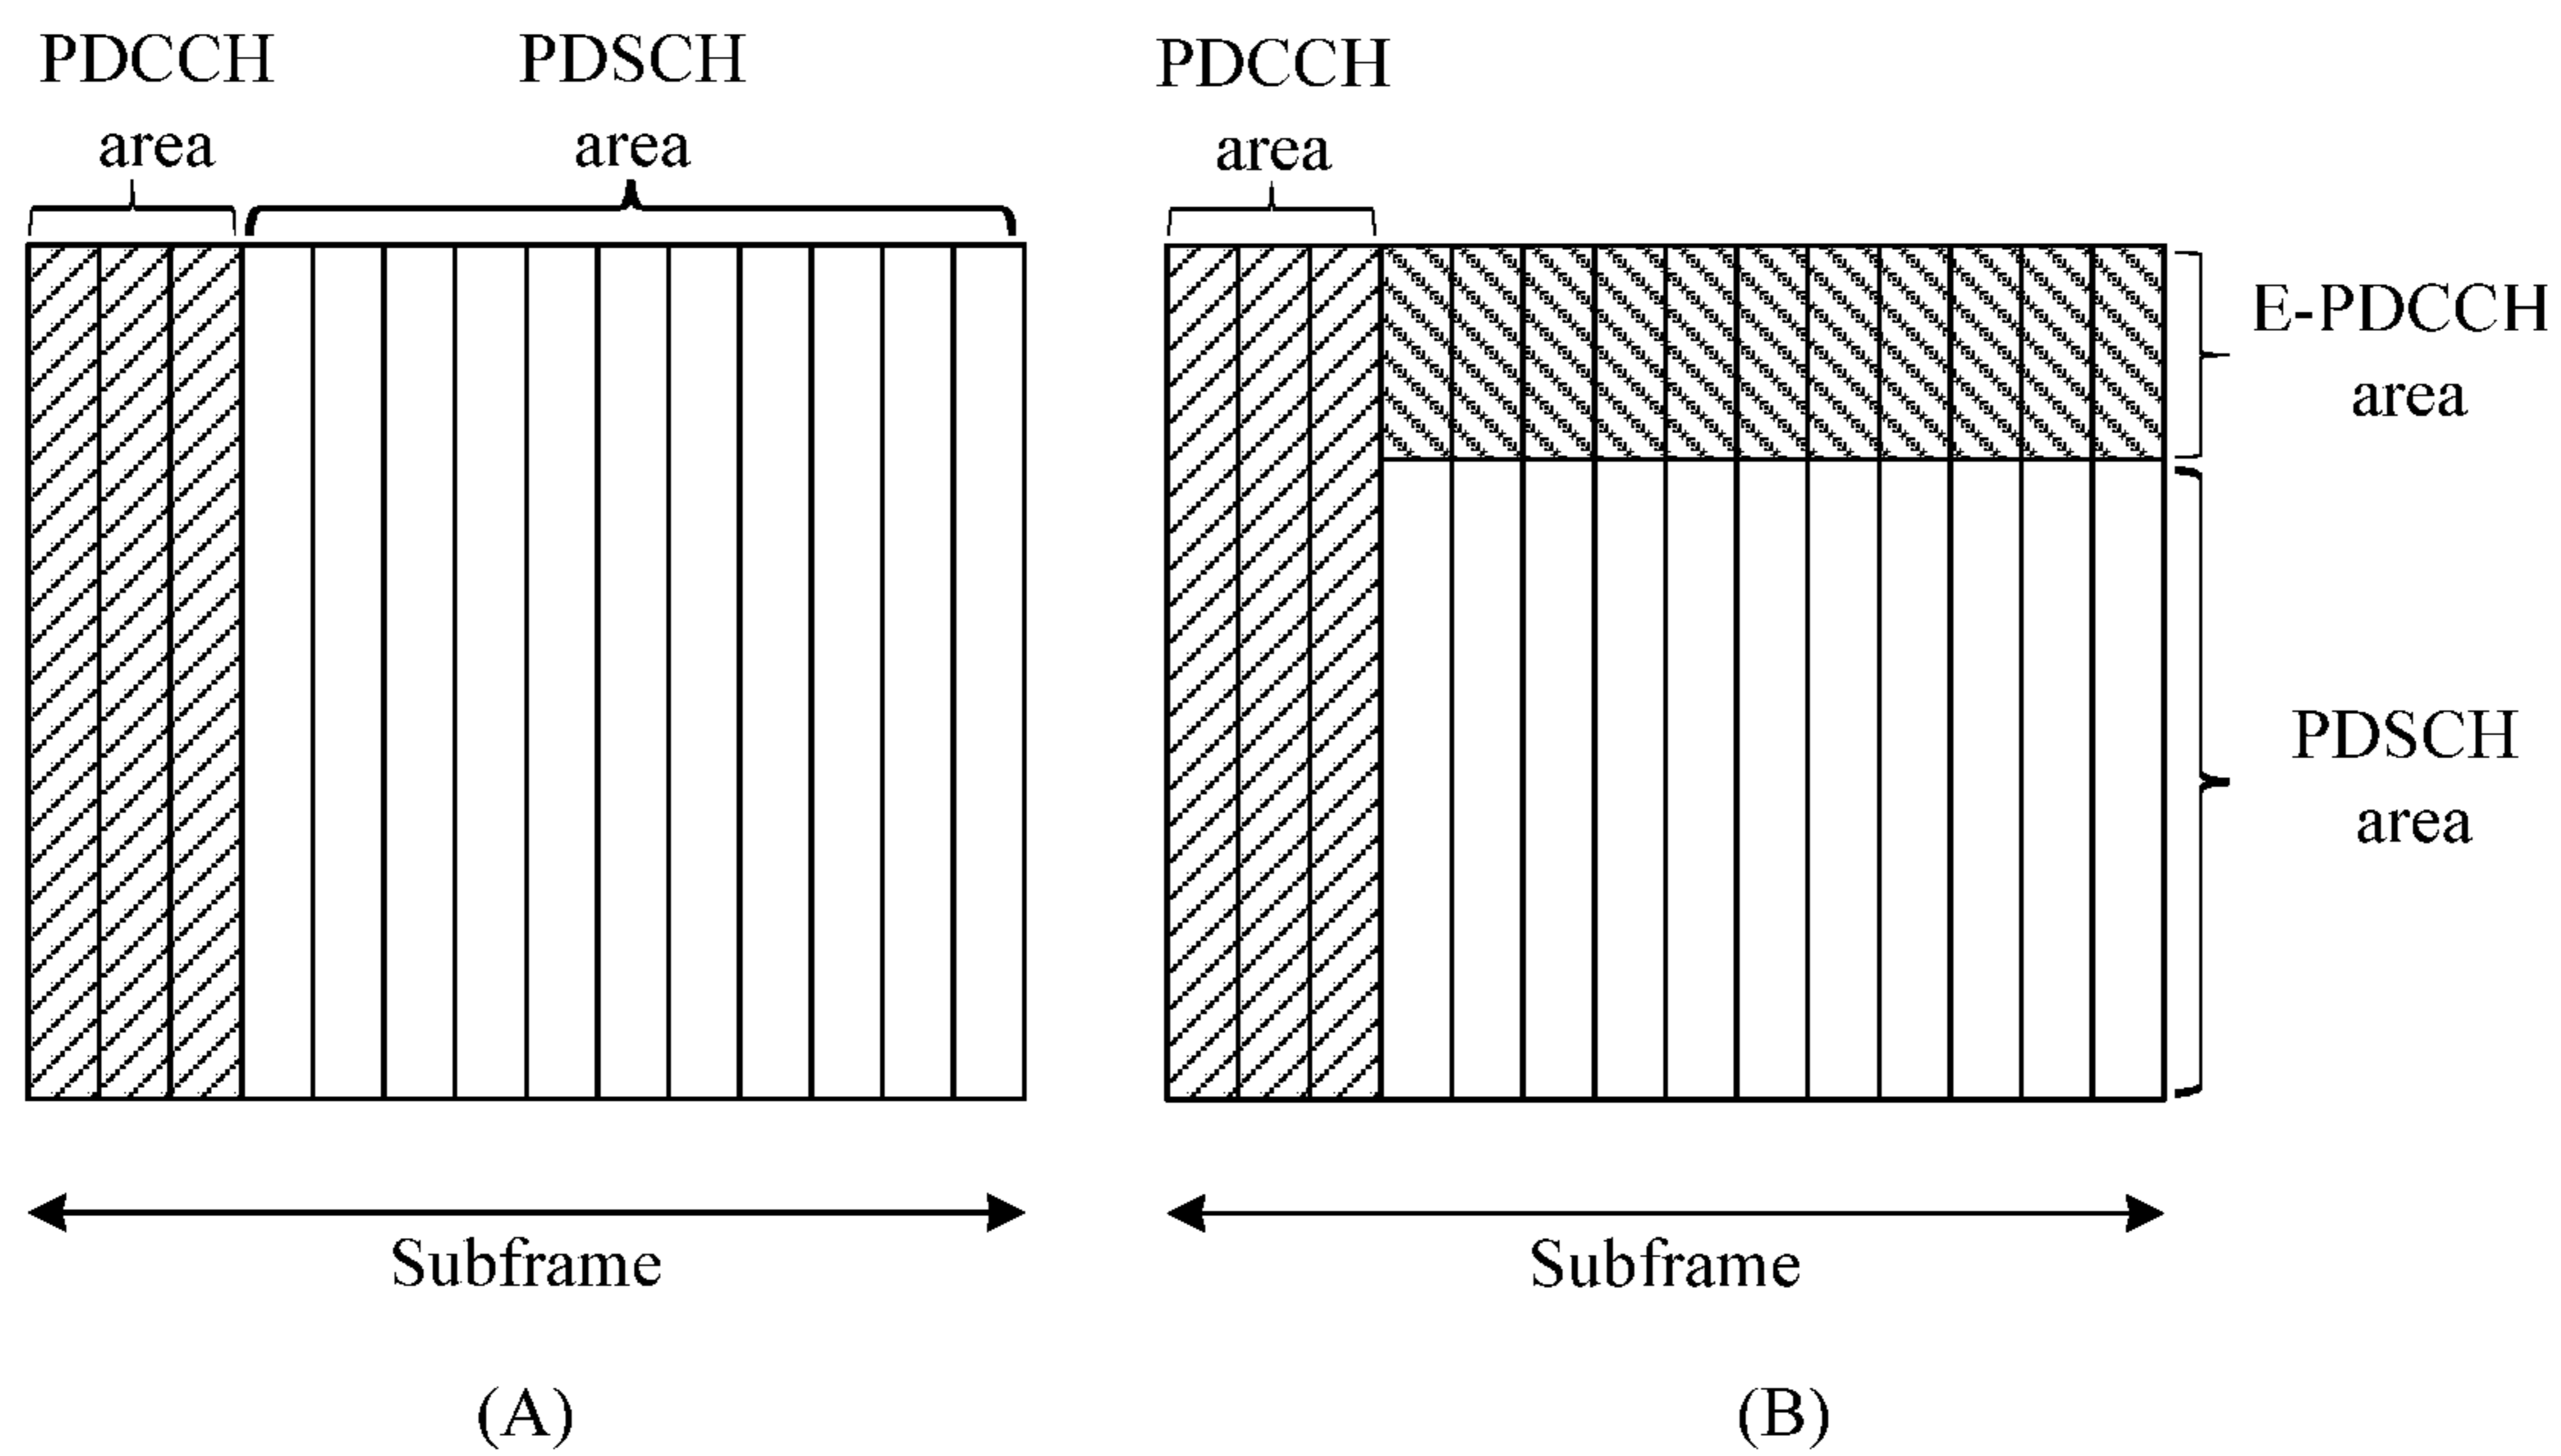 PDCCH
area
PDSCH
area
Subframe
(A)
PDCCH
area
E-PDCCH
area
PDSCH
area
Subframe
(B)